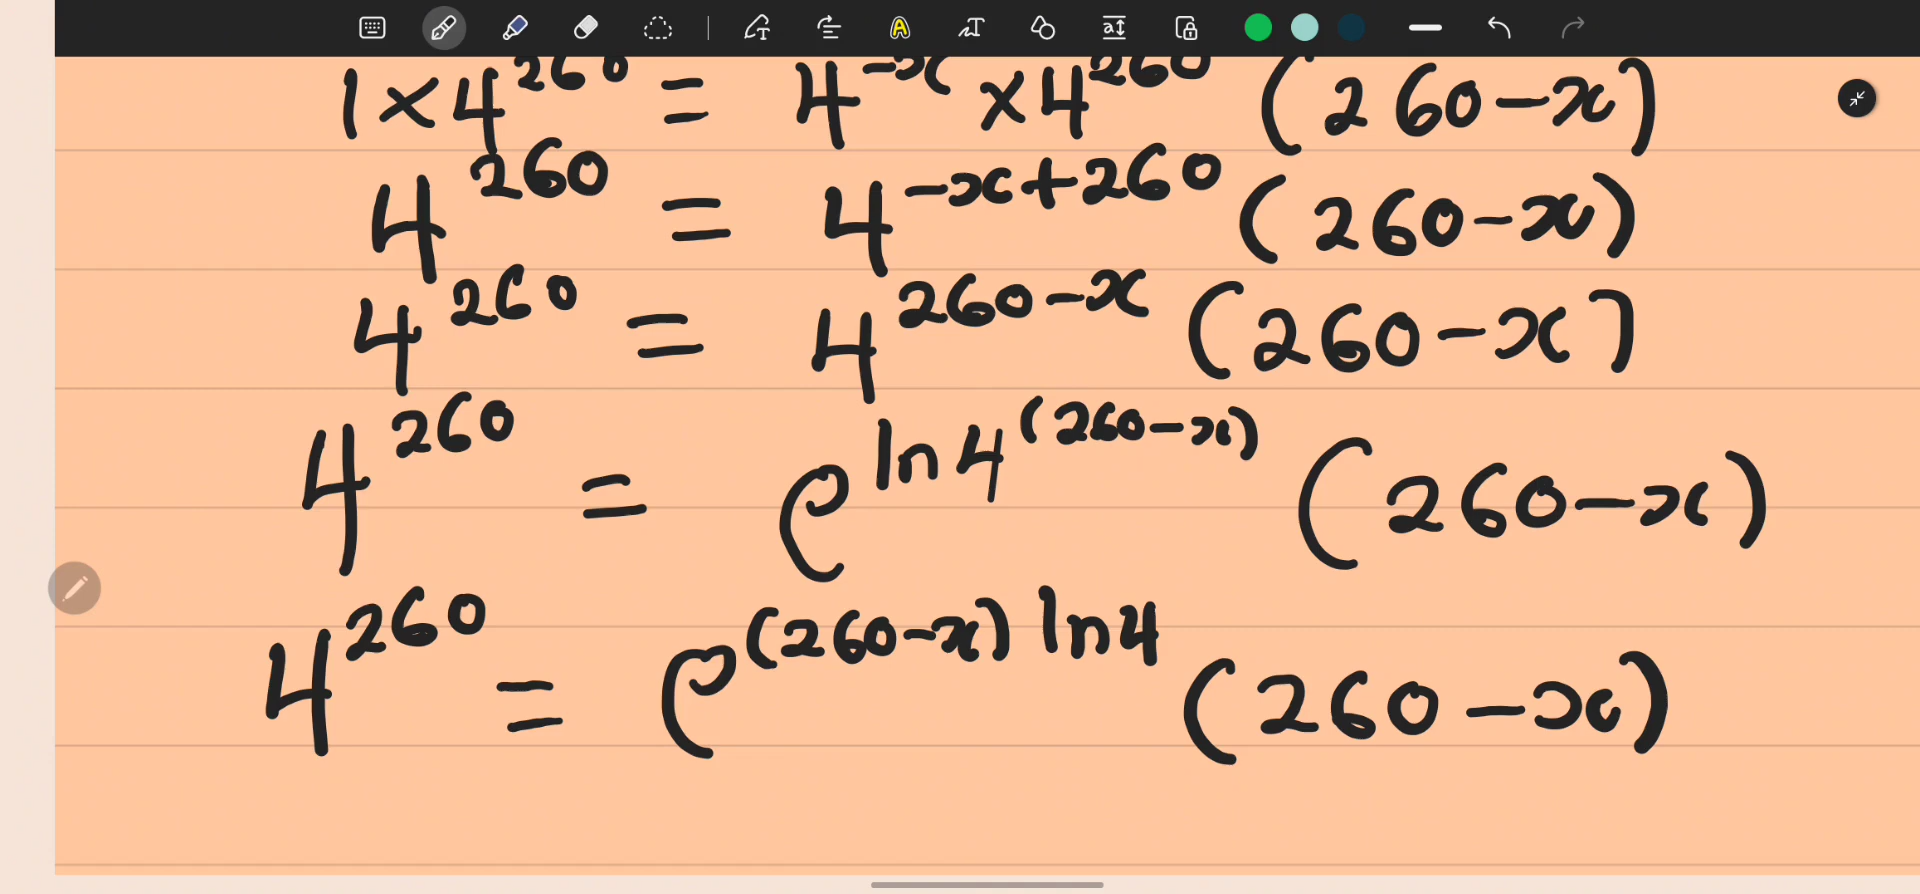 1 × 4^260 = 4^-x × 4^260 (260-x)
4^260 = 4^-x+260 (260-x)
4^260 = 4^260-x (260-x)
4^260 = e^ln4^(260-x) (260-x)
4^260 = e^(260-x) ln4 (260-x)